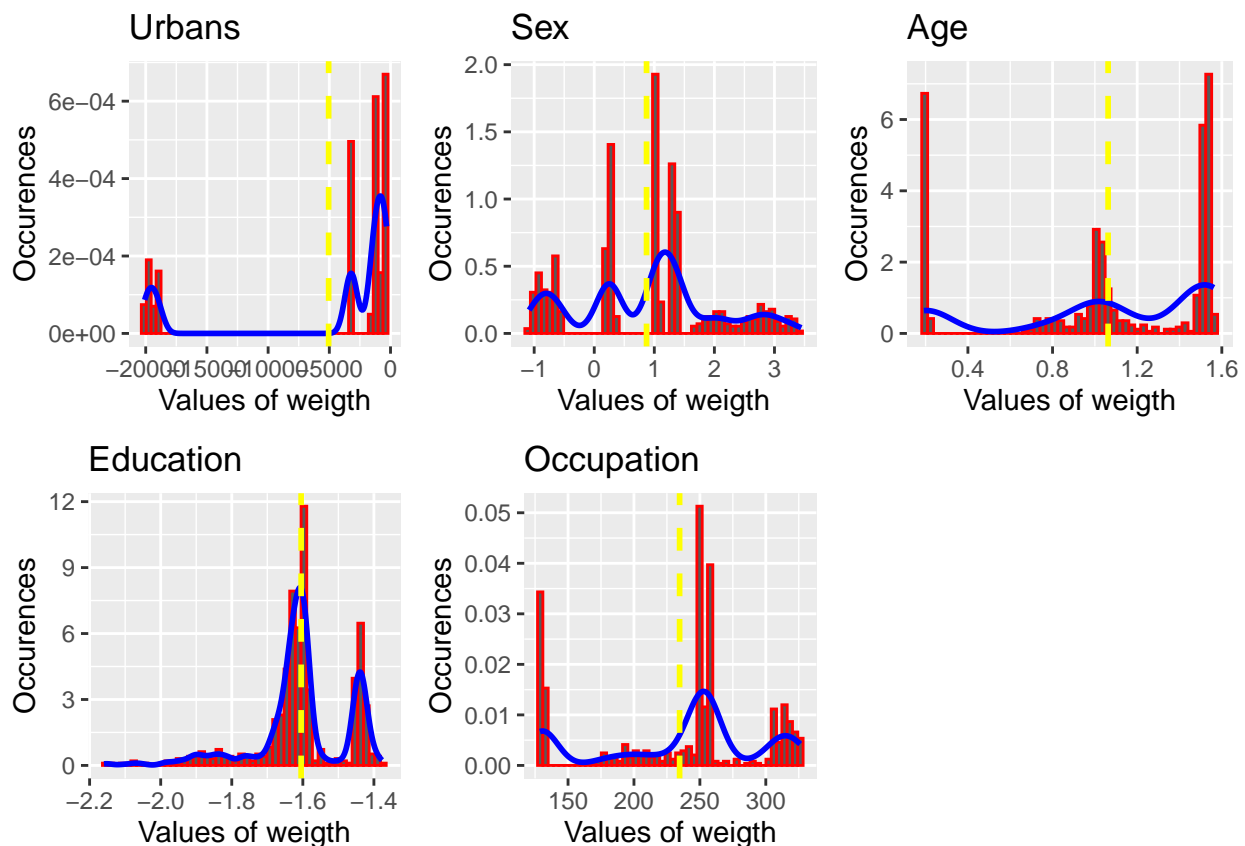 Urbans
Occurences
6e−04
4e−04
2e−04
0e+00
−20000 −15000 −10000 −5000 0
Values of weigth
Sex
Occurences
2.0
1.5
1.0
0.5
0.0
−1 0 1 2 3
Values of weigth
Age
Occurences
6
4
2
0
0.4 0.8 1.2 1.6
Values of weigth
Education
Occurences
12
9
6
3
0
−2.2 −2.0 −1.8 −1.6 −1.4
Values of weigth
Occupation
Occurences
0.05
0.04
0.03
0.02
0.01
0.00
150 200 250 300
Values of weigth